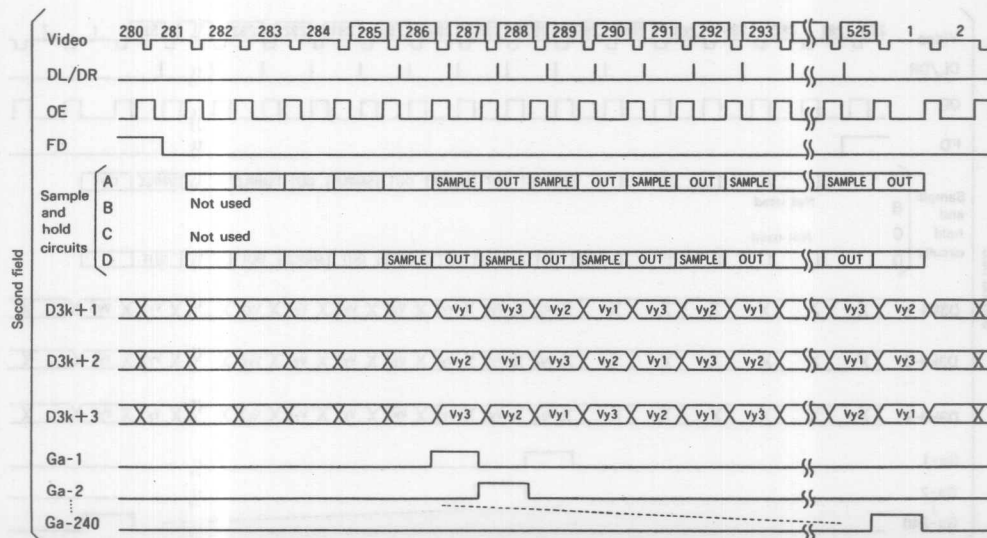 Video 280 281 282 283 284 285 286 287 288 289 290 291 292 293 525 1 2
DL/DR
OE
FD
Second field
Sample and hold circuits
A SAMPLE OUT SAMPLE OUT SAMPLE OUT SAMPLE SAMPLE OUT
B Not used
C Not used
D SAMPLE OUT SAMPLE OUT SAMPLE OUT SAMPLE OUT OUT
D3k+1 Vy1 Vy3 Vy2 Vy1 Vy3 Vy2 Vy1 Vy3 Vy2
D3k+2 Vy2 Vy1 Vy3 Vy2 Vy1 Vy3 Vy2 Vy1 Vy3
D3k+3 Vy3 Vy2 Vy1 Vy3 Vy2 Vy1 Vy3 Vy2 Vy1
Ga-1
Ga-2
Ga-240